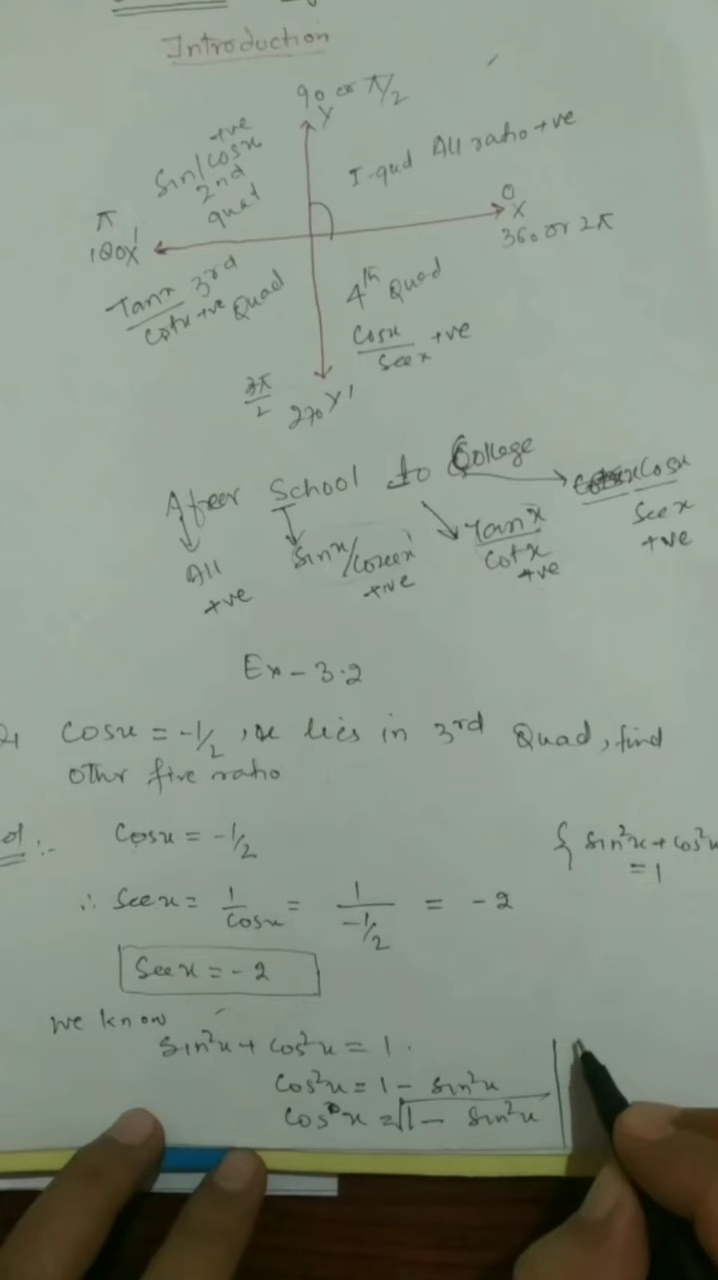 Introduction
90 or π/2
Y
Sin/Cosx +ve
2nd
quad
I-qud All ratio +ve
π
180 X'
0
X
360 or 2π
Tanx 3rd
Cotx +ve Quad
4th Quad
Cosx
Secx +ve
3π/2
270 Y'
After School to College
All
+ve
Sinx/Cosecx
+ve
Tanx
Cotx
+ve
Cosx
Secx
+ve
Ex - 3.2
Cosx = -1/2, x lies in 3rd Quad, find
other five ratio
Cosx = -1/2
{ Sin²x + Cos²x
= 1
∴ Secx = 1/Cosx = 1/(-1/2) = -2
Secx = -2
we know
Sin²x + Cos²x = 1.
Cos²x = 1 - Sin²x
Cos x = √1 - Sin²x